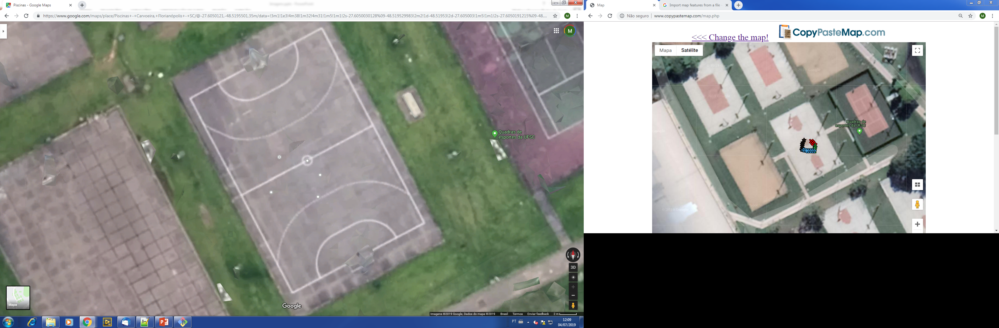 Piscinas - Google Maps
https://www.google.com/maps/place/Piscinas+-+Carvoeira,+Florianópolis+-+SC/@-27.6050121,-48.5195501,35m/data=!3m1!1e3!4m38!1m32!4m31!1m5!1m1!2s-27.6050030128%09-48.519529983!2m2!1d-48.51953!2d-27.605003!1m5!1m1!2s-27.6050191215%09-48....
M
M
Quadras de
esportes da UFSC
3D
Mapa
Google
Imagens ©2019 Google, Dados do mapa ©2019 Brasil Termos Enviar feedback 2 m
PT
12:09
04/07/2019
Map
Import map features from a file
Não seguro
www.copypastemap.com/map.php
M
<<< Change the map!
CopyPasteMap.com
Mapa
Satélite
Quadras de
esportes da UFSC
© 2019 Google